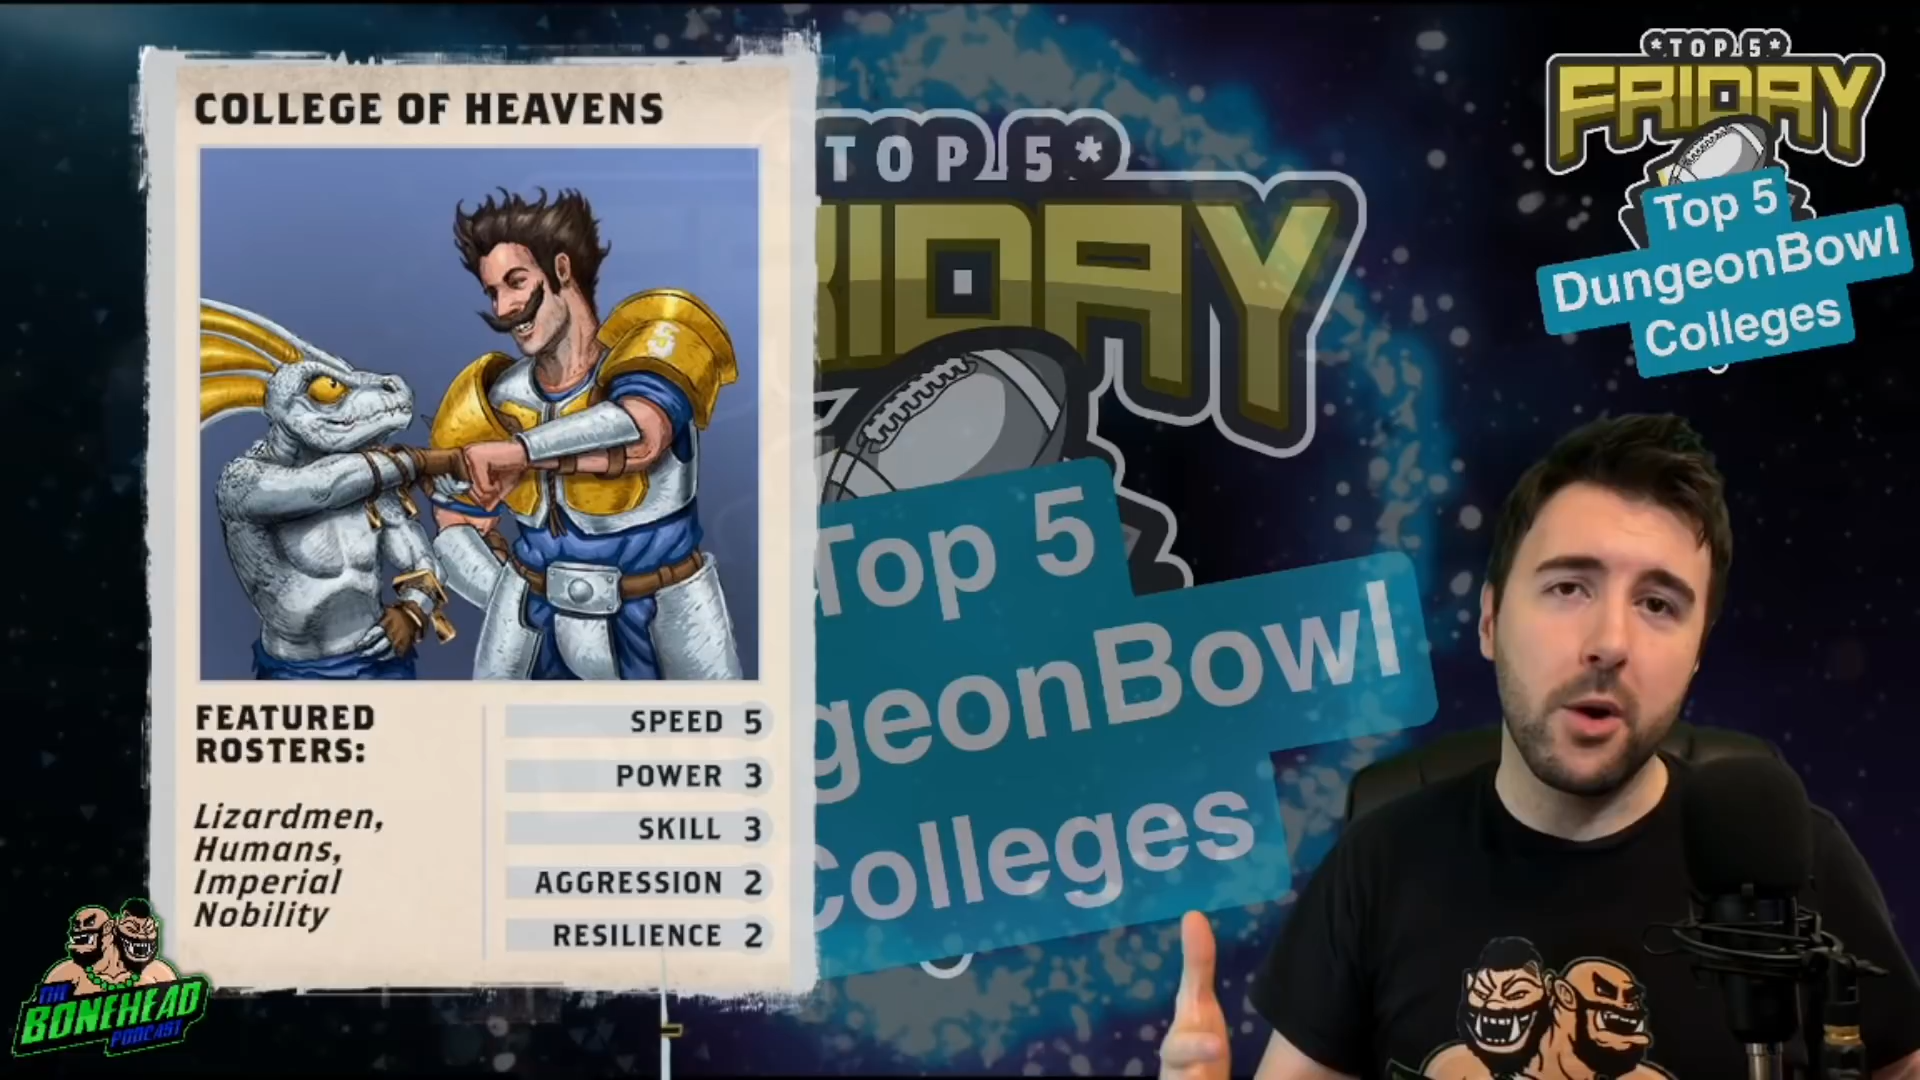 COLLEGE OF HEAVENS
FEATURED
ROSTERS:
Lizardmen,
Humans,
Imperial
Nobility
SPEED 5
POWER 3
SKILL 3
AGGRESSION 2
RESILIENCE 2
TOP 5*
RIDAY
Top 5
geonBowl
Colleges
*TOP 5*
FRIDAY
Top 5
DungeonBowl
Colleges
THE
BONEHEAD
PODCAST
S